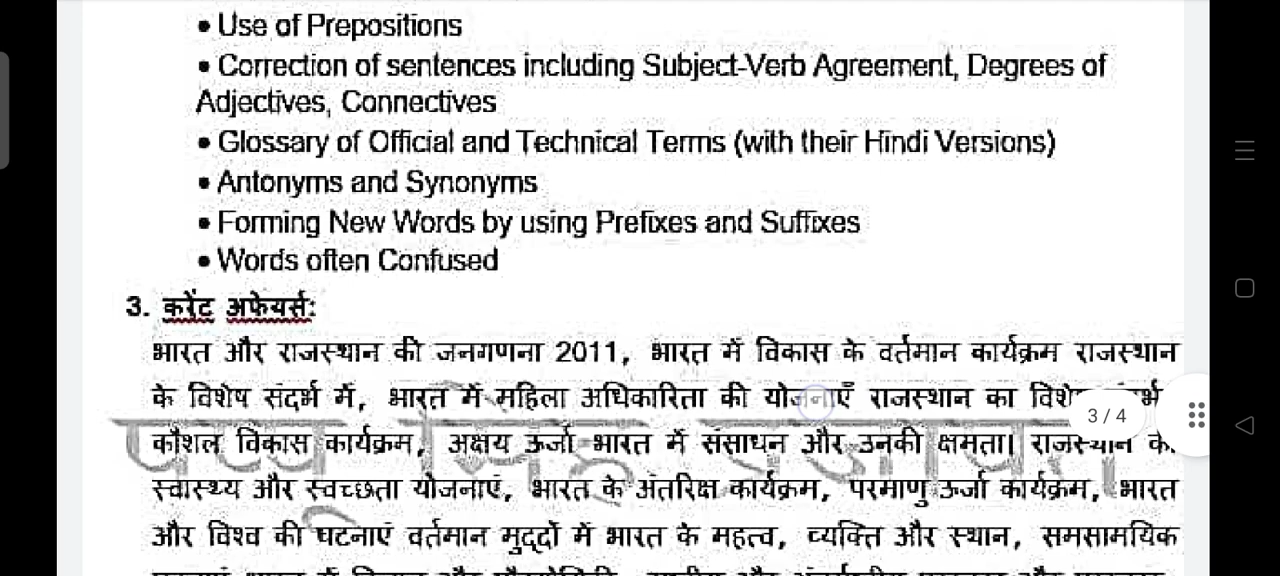 • Use of Prepositions
• Correction of sentences including Subject-Verb Agreement, Degrees of
Adjectives, Connectives
• Glossary of Official and Technical Terms (with their Hindi Versions)
• Antonyms and Synonyms
• Forming New Words by using Prefixes and Suffixes
• Words often Confused
3. करेंट अफेयर्स:
भारत और राजस्थान की जनगणना 2011, भारत में विकास के वर्तमान कार्यक्रम राजस्थान
के विशेष संदर्भ में, भारत में महिला अधिकारिता की योजनाएँ राजस्थान का
3 / 4
कौशल विकास कार्यक्रम, अक्षय ऊर्जा भारत में संसाधन और उनकी क्षमता। राजस्थान के
स्वास्थ्य और स्वच्छता योजनाएं, भारत के अंतरिक्ष कार्यक्रम, परमाणु ऊर्जा कार्यक्रम, भारत
और विश्व की घटनाएँ वर्तमान मुद्दों में भारत के महत्व, व्यक्ति और स्थान, समसामयिक